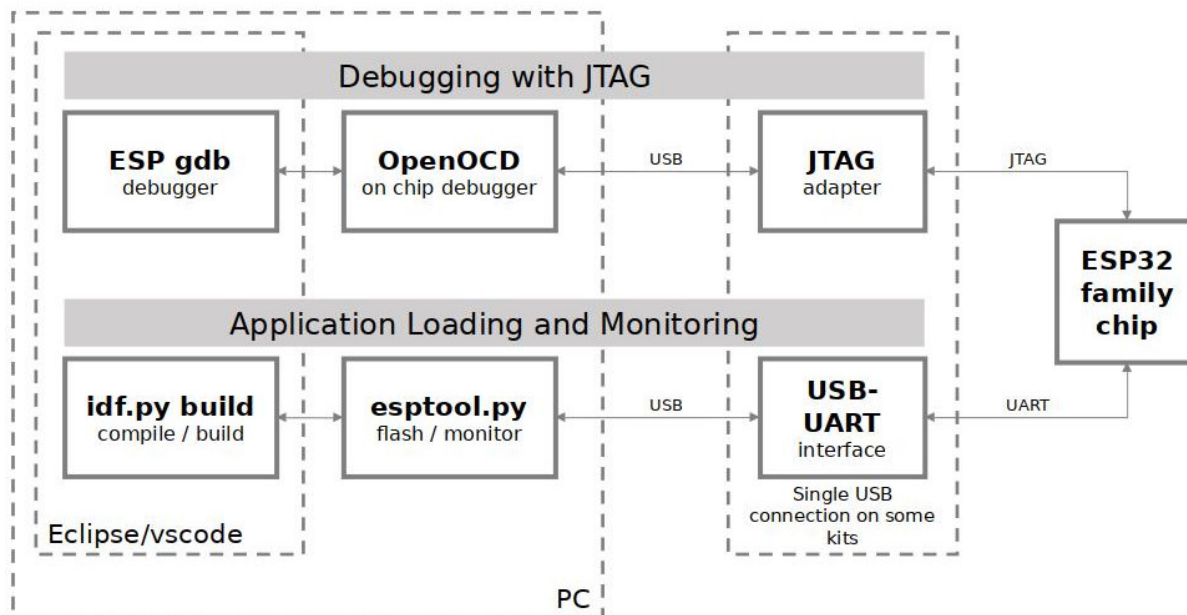 Debugging with JTAG
ESP gdb
debugger
OpenOCD
on chip debugger
USB
JTAG
adapter
JTAG
ESP32
family
chip
Application Loading and Monitoring
idf.py build
compile / build
esptool.py
flash / monitor
USB
USB-
UART
interface
UART
Single USB
connection on some
kits
Eclipse/vscode
PC